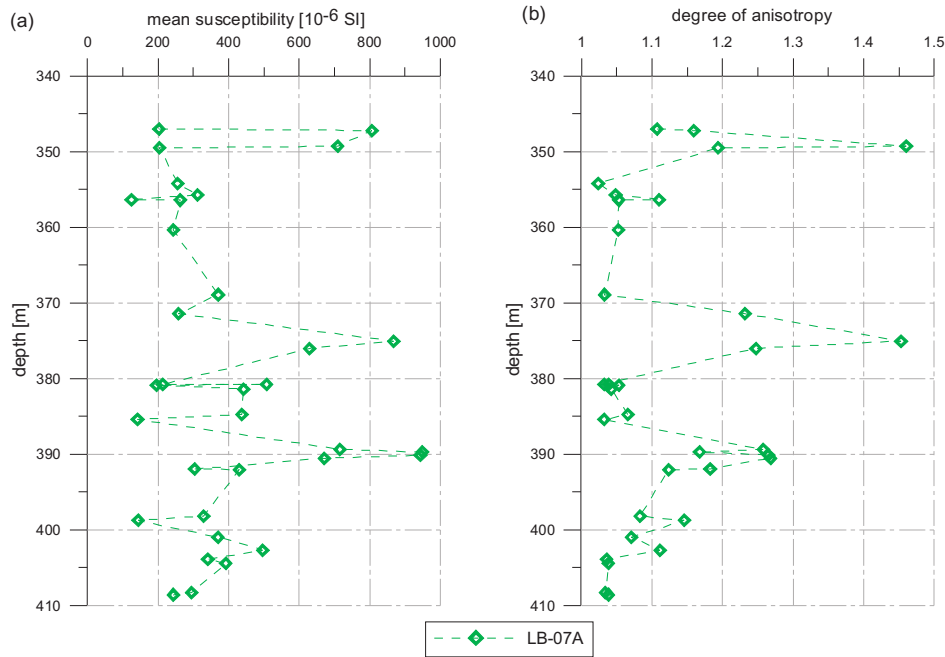 (a)
mean susceptibility [10-6 SI]
0 200 400 600 800 1000
340
350
360
370
380
390
400
410
depth [m]
(b)
degree of anisotropy
1 1.1 1.2 1.3 1.4 1.5
340
350
360
370
380
390
400
410
depth [m]
LB-07A